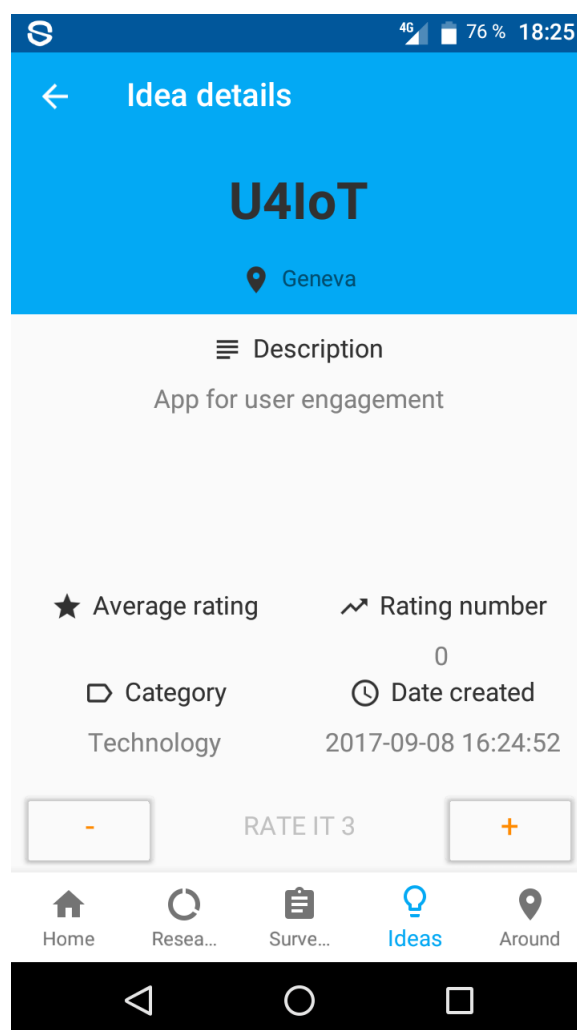 4G 76 % 18:25
Idea details
U4IoT
Geneva
Description
App for user engagement
Average rating Rating number
0
Category Date created
Technology 2017-09-08 16:24:52
- RATE IT 3 +
Home Resea... Surve... Ideas Around